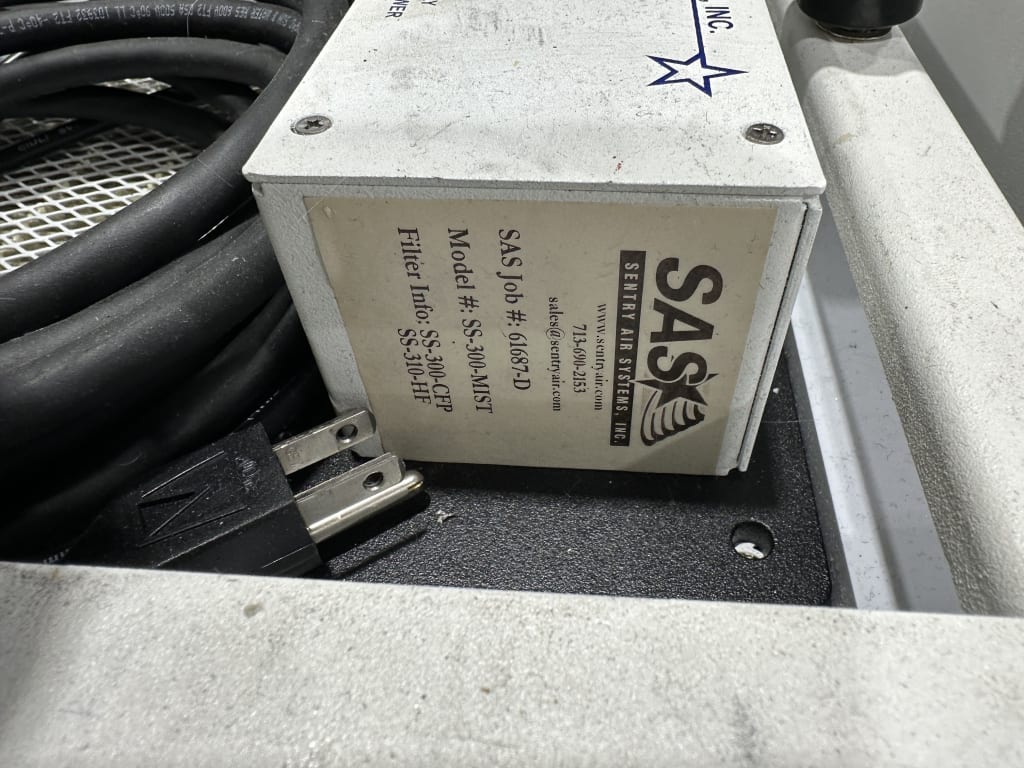 SAS
SENTRY AIR SYSTEMS, INC.
www.sentryair.com
713-690-2153
sales@sentryair.com
SAS Job #: 61687-D
Model #: SS-300-MIST
Filter Info: SS-300-CFP
SS-310-HF
, INC.